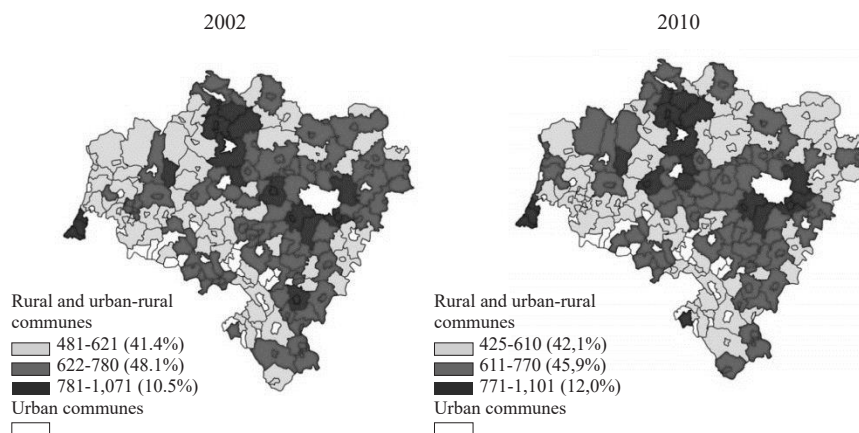 2002
Rural and urban-rural
communes
481-621 (41.4%)
622-780 (48.1%)
781-1,071 (10.5%)
Urban communes
2010
Rural and urban-rural
communes
425-610 (42,1%)
611-770 (45,9%)
771-1,101 (12,0%)
Urban communes